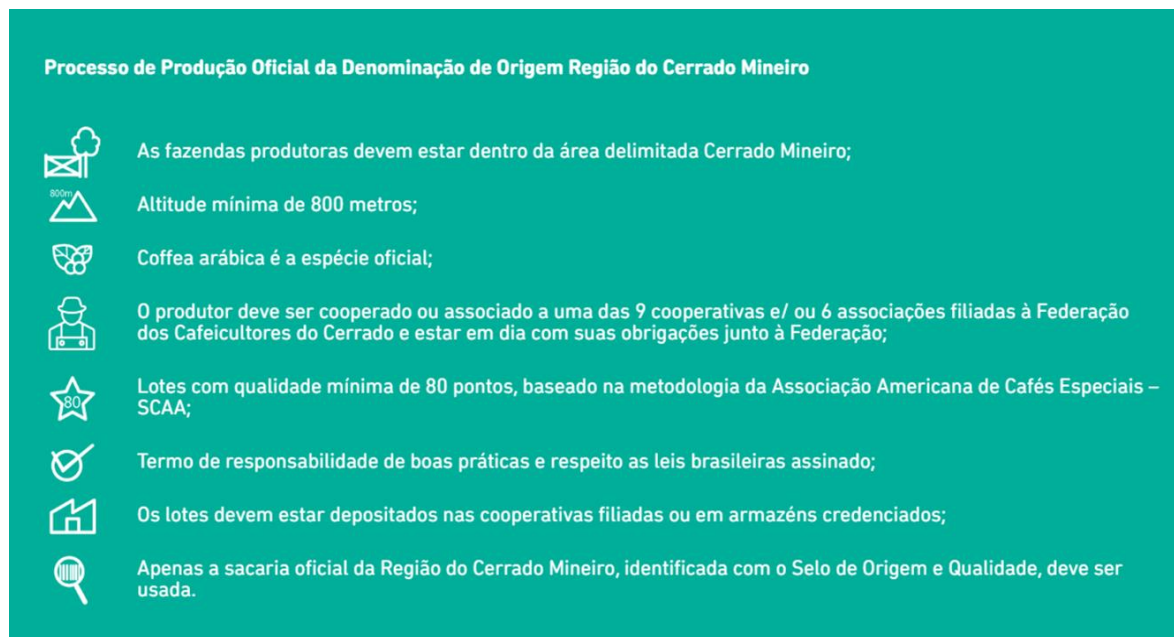 Processo de Produção Oficial da Denominação de Origem Região do Cerrado Mineiro
As fazendas produtoras devem estar dentro da área delimitada Cerrado Mineiro;
800m
Altitude mínima de 800 metros;
Coffea arábica é a espécie oficial;
O produtor deve ser cooperado ou associado a uma das 9 cooperativas e/ ou 6 associações filiadas à Federação
dos Cafeicultores do Cerrado e estar em dia com suas obrigações junto à Federação;
80
Lotes com qualidade mínima de 80 pontos, baseado na metodologia da Associação Americana de Cafés Especiais –
SCAA;
Termo de responsabilidade de boas práticas e respeito as leis brasileiras assinado;
Os lotes devem estar depositados nas cooperativas filiadas ou em armazéns credenciados;
Apenas a sacaria oficial da Região do Cerrado Mineiro, identificada com o Selo de Origem e Qualidade, deve ser
usada.